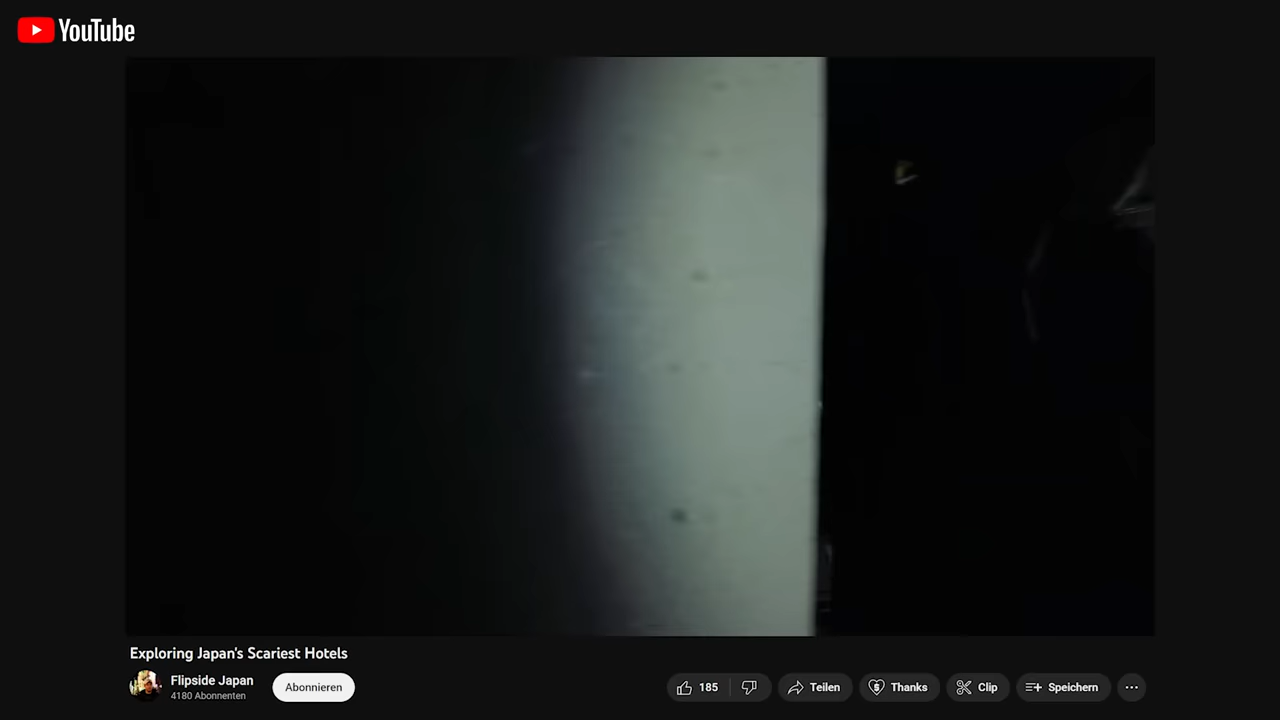 YouTube
Exploring Japan's Scariest Hotels
Flipside Japan
4180 Abonnenten
Abonnieren
185
Teilen
Thanks
Clip
Speichern